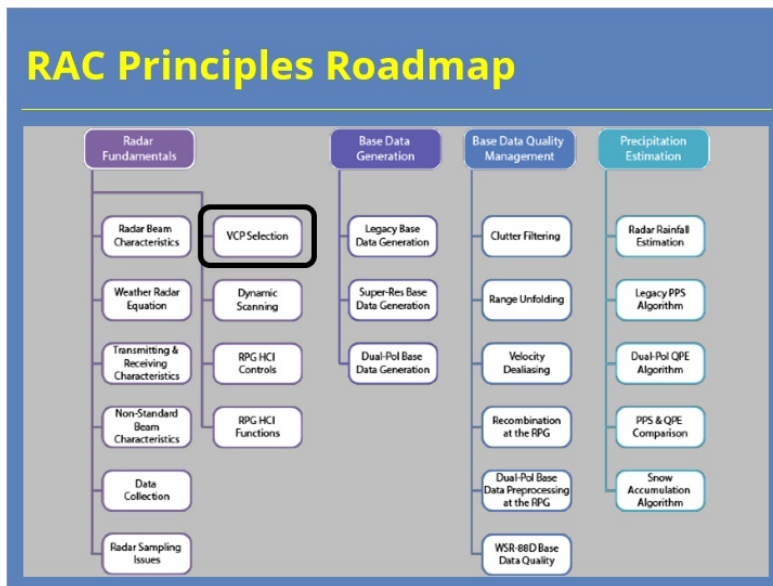 RAC Principles Roadmap
Radar
Fundamentals
Radar Beam
Characteristics
Weather Radar
Equation
Transmitting &
Receiving
Characteristics
Non-Standard
Beam
Characteristics
Data
Collection
Radar Sampling
Issues
VCP Selection
Dynamic
Scanning
RPG HCI
Controls
RPG HCI
Functions
Base Data
Generation
Legacy Base
Data Generation
Super-Res Base
Data Generation
Dual-Pol Base
Data Generation
Base Data Quality
Management
Clutter Filtering
Range Unfolding
Velocity
Dealiasing
Recombination
at the RPG
Dual-Pol Base
Data Preprocessing
at the RPG
WSR-88D Base
Data Quality
Precipitation
Estimation
Radar Rainfall
Estimation
Legacy PPS
Algorithm
Dual-Pol QPE
Algorithm
PPS & QPE
Comparison
Snow
Accumulation
Algorithm